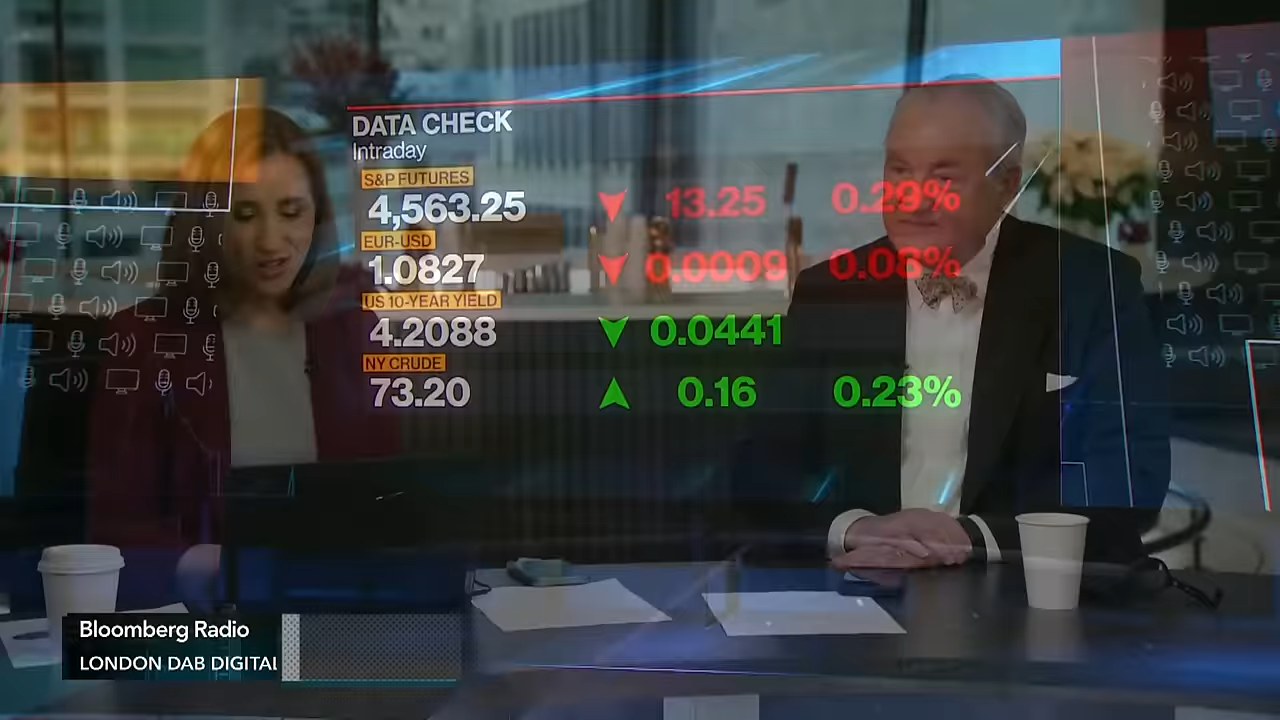 DATA CHECK
Intraday
S&P FUTURES
4,563.25 13.25 0.29%
EUR-USD
1.0827 0.0009 0.08%
US 10-YEAR YIELD
4.2088 0.0441
NY CRUDE
73.20 0.16 0.23%
Bloomberg Radio
LONDON DAB DIGITAL